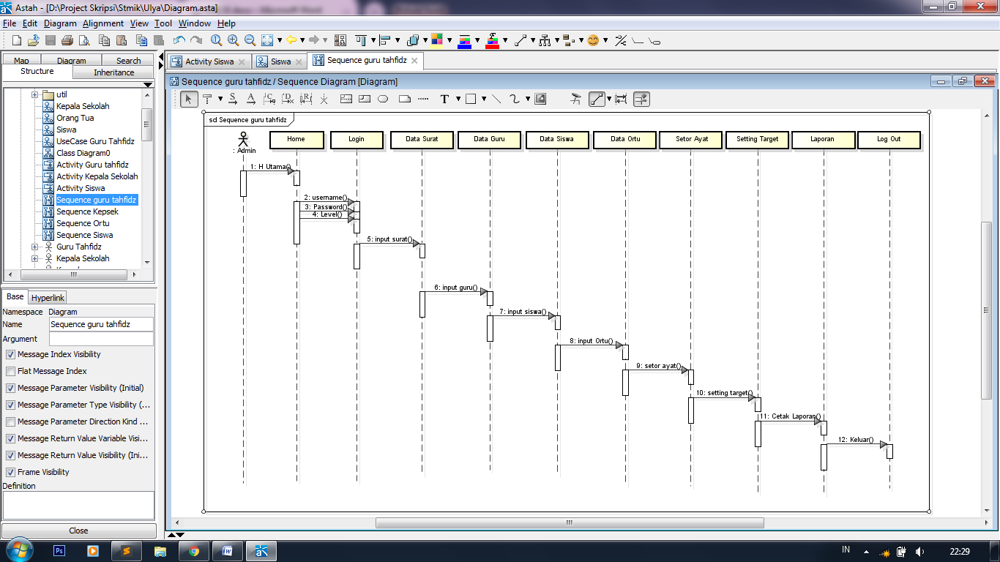 Astah - [D:\Project Skripsi\Stmik\Ulya\Diagram.asta]
File Edit Diagram Alignment View Tool Window Help
Map Diagram Search
Structure Inheritance
util
Kepala Sekolah
Orang Tua
Siswa
UseCase Guru Tahfidz
Class Diagram0
Activity Guru tahfidz
Activity Kepala Sekolah
Activity Siswa
Sequence guru tahfidz
Sequence Kepsek
Sequence Ortu
Sequence Siswa
Guru Tahfidz
Kepala Sekolah
Base Hyperlink
Namespace Diagram
Name Sequence guru tahfidz
Argument
Message Index Visibility
Flat Message Index
Message Parameter Visibility (Initial)
Message Parameter Type Visibility (...
Message Parameter Direction Kind ...
Message Return Value Variable Visi...
Message Return Value Visibility (Ini...
Frame Visibility
Definition
Close
Activity Siswa Siswa Sequence guru tahfidz
Sequence guru tahfidz / Sequence Diagram [Diagram]
T
sd Sequence guru tahfidz
: Admin Home Login Data Surat Data Guru Data Siswa Data Ortu Setor Ayat Setting Target Laporan Log Out
1: H Utama()
2: username()
3: Password()
4: Level()
5: input surat()
6: input guru()
7: input siswa()
8: input Ortu()
9: setor ayat()
10: setting target()
11: Cetak Laporan()
12: Keluar()
Ps
IN 22:29